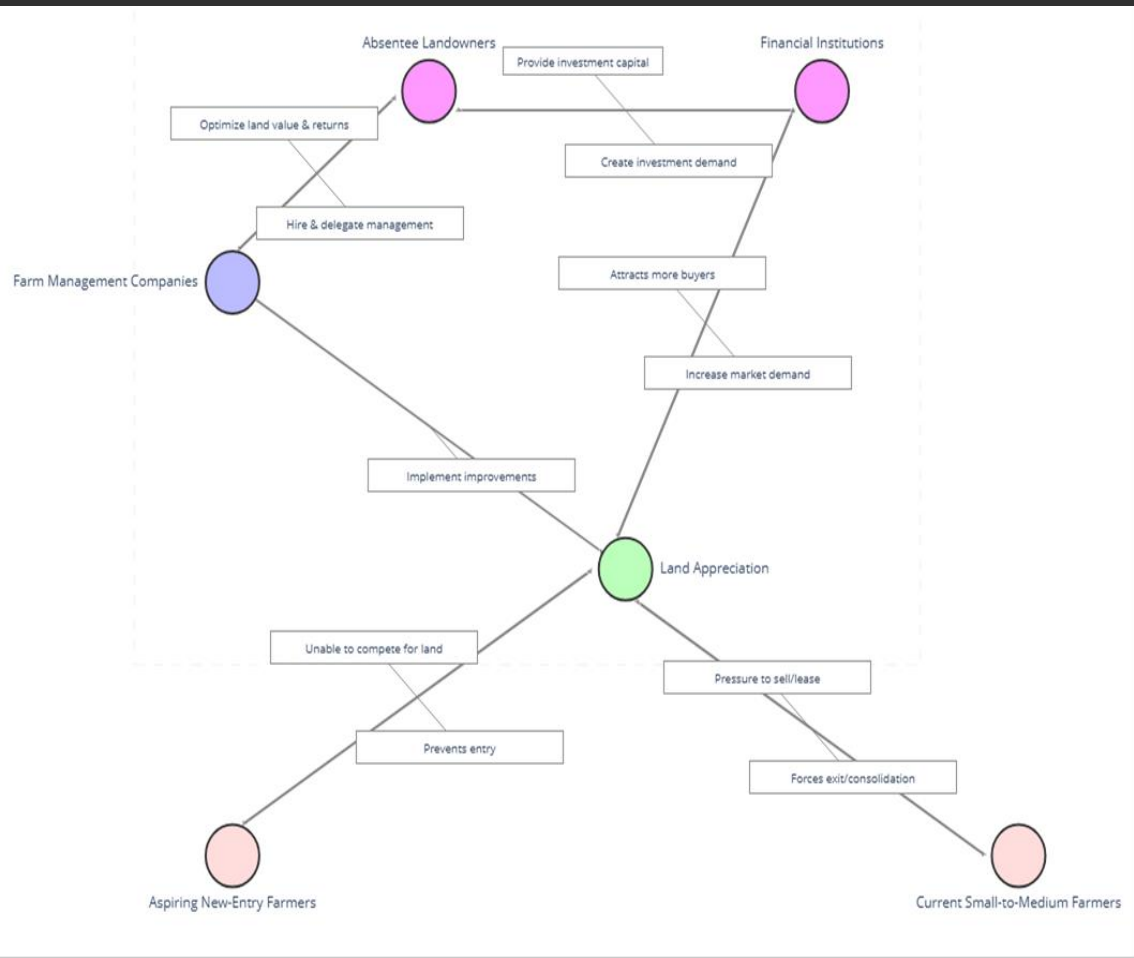 Absentee Landowners
Financial Institutions
Provide investment capital
Optimize land value & returns
Create investment demand
Hire & delegate management
Attracts more buyers
Farm Management Companies
Increase market demand
Implement improvements
Land Appreciation
Unable to compete for land
Pressure to sell/lease
Prevents entry
Forces exit/consolidation
Aspiring New-Entry Farmers
Current Small-to-Medium Farmers